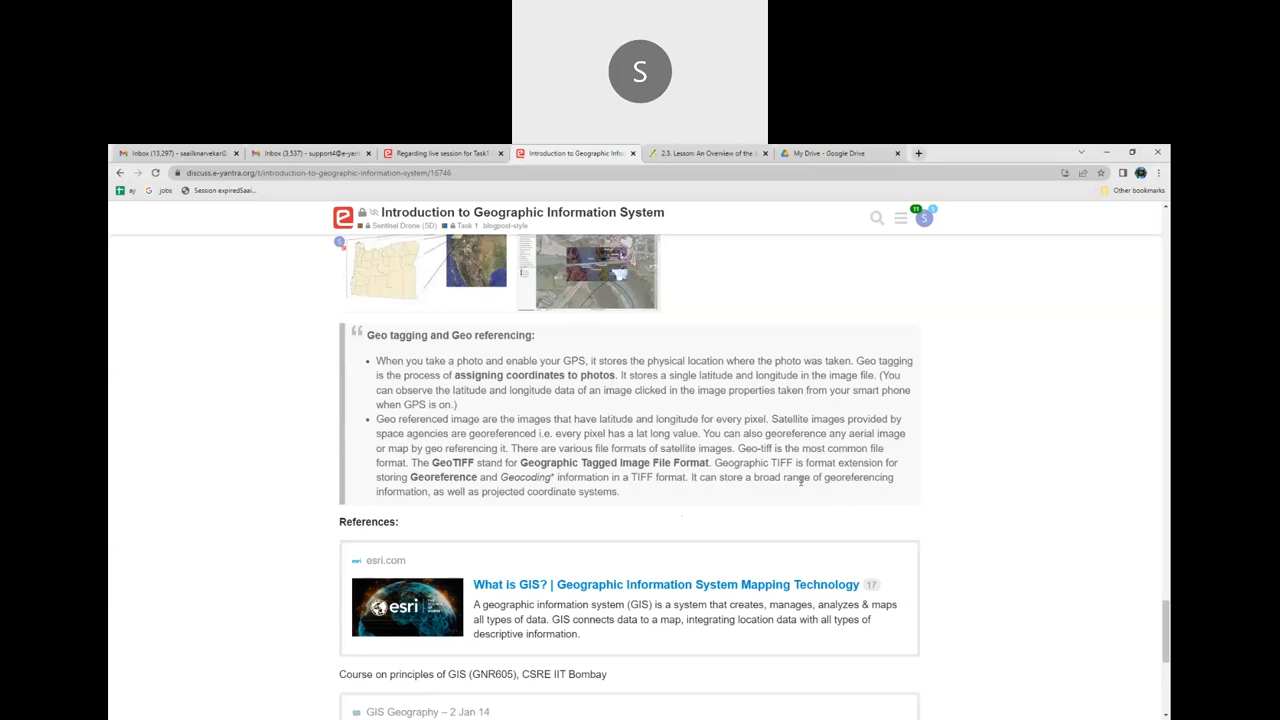 S
Inbox (13,297) - saailknarvekar@
Inbox (3,537) - support4@e-yan
Regarding live session for Task1
Introduction to Geographic Infor
2.3. Lesson: An Overview of the I
My Drive - Google Drive
discuss.e-yantra.org/t/introduction-to-geographic-information-system/16746
ay
jobs
Session expiredSaai...
Other bookmarks
Introduction to Geographic Information System
Sentinel Drone (SD) Task 1 blogpost-style
11
S
Geo tagging and Geo referencing:
• When you take a photo and enable your GPS, it stores the physical location where the photo was taken. Geo tagging
is the process of assigning coordinates to photos. It stores a single latitude and longitude in the image file. (You
can observe the latitude and longitude data of an image clicked in the image properties taken from your smart phone
when GPS is on.)
• Geo referenced image are the images that have latitude and longitude for every pixel. Satellite images provided by
space agencies are georeferenced i.e. every pixel has a lat long value. You can also georeference any aerial image
or map by geo referencing it. There are various file formats of satellite images. Geo-tiff is the most common file
format. The GeoTIFF stand for Geographic Tagged Image File Format. Geographic TIFF is format extension for
storing Georeference and Geocoding* information in a TIFF format. It can store a broad range of georeferencing
information, as well as projected coordinate systems.
References:
esri esri.com
esri
What is GIS? | Geographic Information System Mapping Technology 17
A geographic information system (GIS) is a system that creates, manages, analyzes & maps
all types of data. GIS connects data to a map, integrating location data with all types of
descriptive information.
Course on principles of GIS (GNR605), CSRE IIT Bombay
GIS Geography – 2 Jan 14